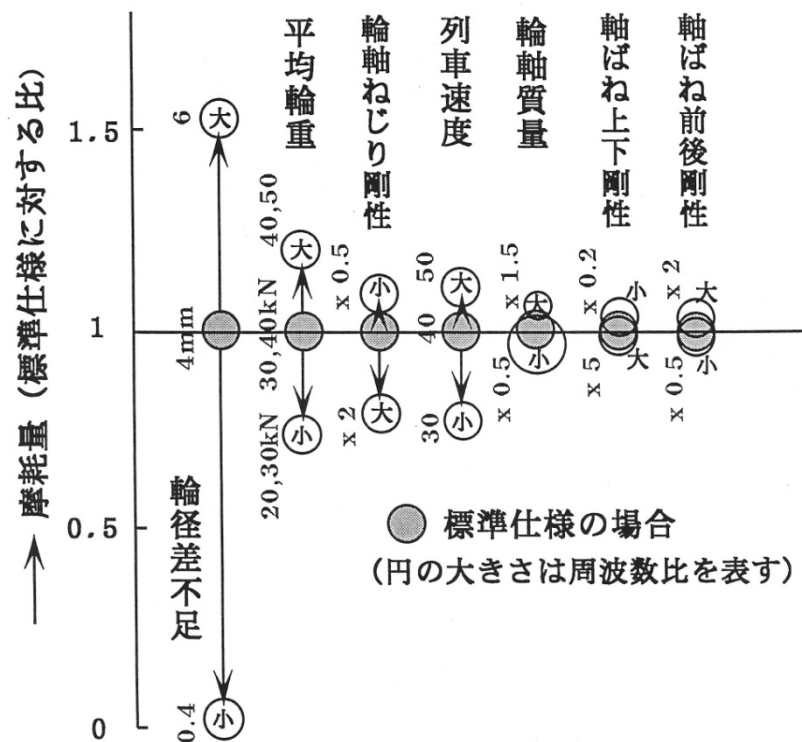 摩耗量 (標準仕様に対する比)
1.5
1
0.5
0
輪径差不足
6
大
4mm
0.4
小
平均輪重
40,50
大
30,40kN
20,30kN
小
輪軸ねじり剛性
x 0.5
小
x 2
大
列車速度
50
大
40
30
小
輪軸質量
x 1.5
大
x 0.5
小
軸ばね上下剛性
x 0.2
小
x 5
大
軸ばね前後剛性
x 2
大
x 0.5
小
標準仕様の場合
(円の大きさは周波数比を表す)